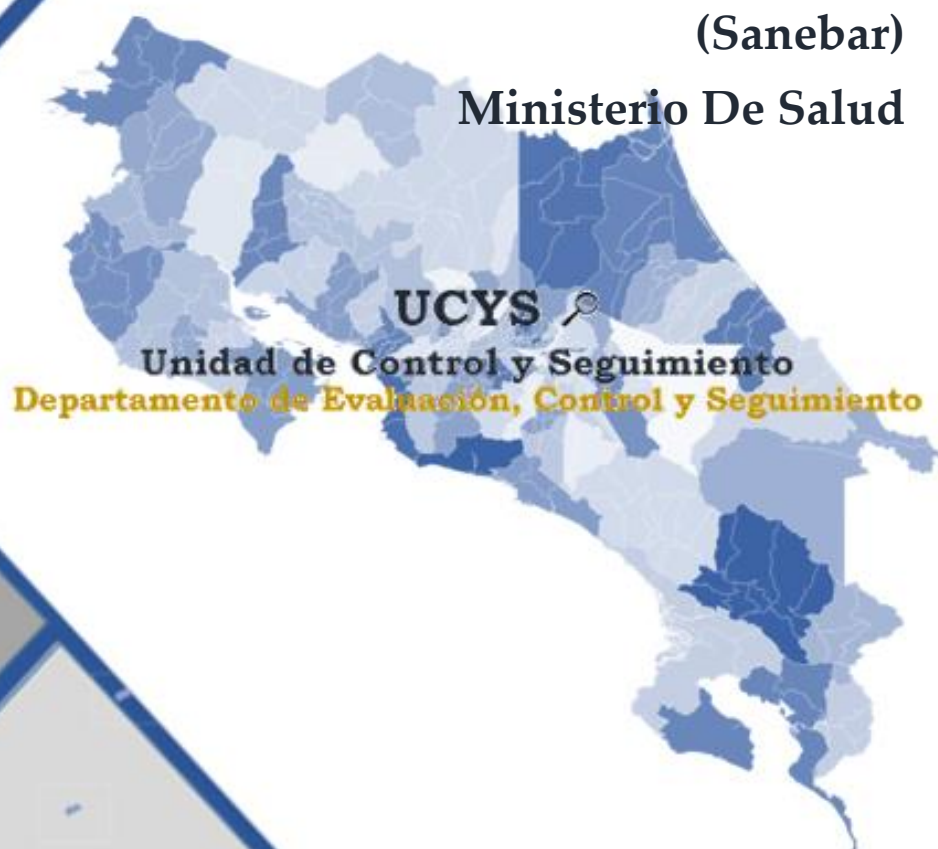 (Sanebar)
Ministerio De Salud
UCYS
Unidad de Control y Seguimiento
Departamento de Evaluación, Control y Seguimiento